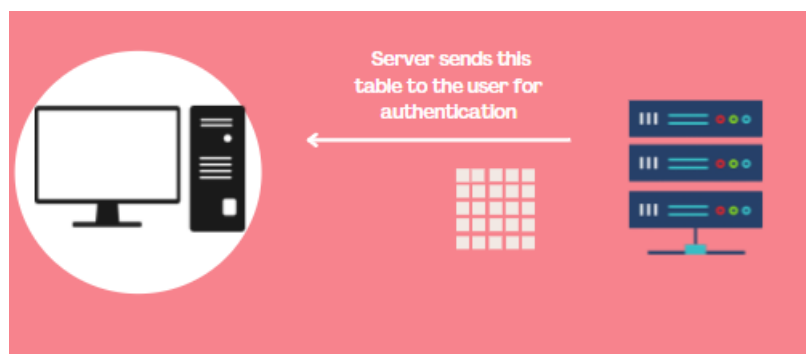 Server sends this
table to the user for
authentication